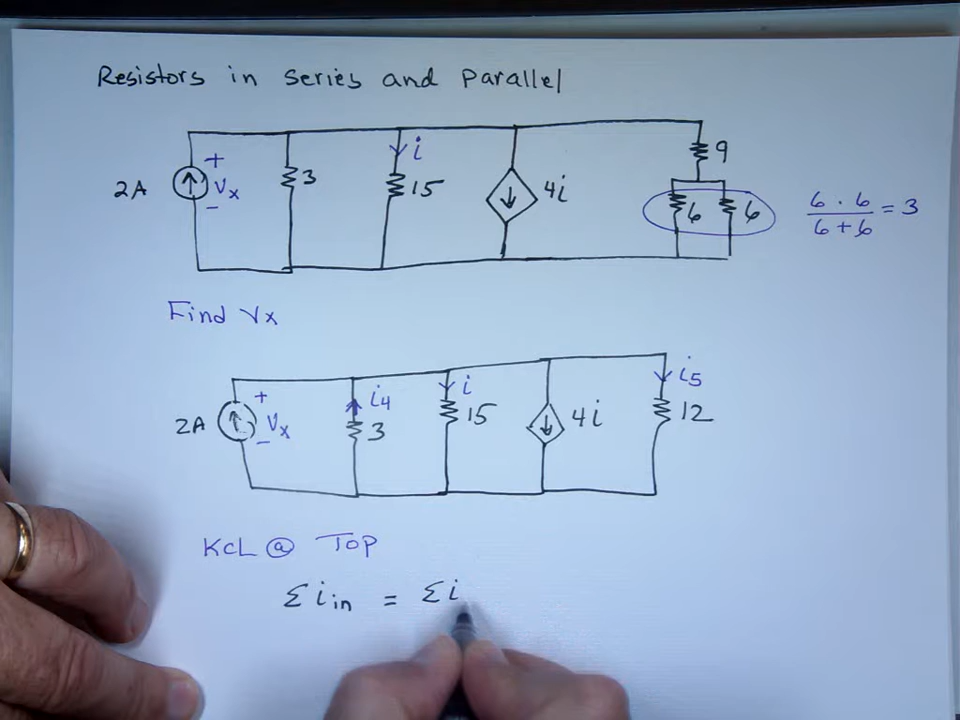 Resistors in Series and Parallel
2A + Vx - 3 i 15 4i 9 6 6 6 . 6 / 6 + 6 = 3
Find Vx
2A + Vx - i4 3 i 15 4i i5 12
KCL @ Top
Σ i in = Σ i